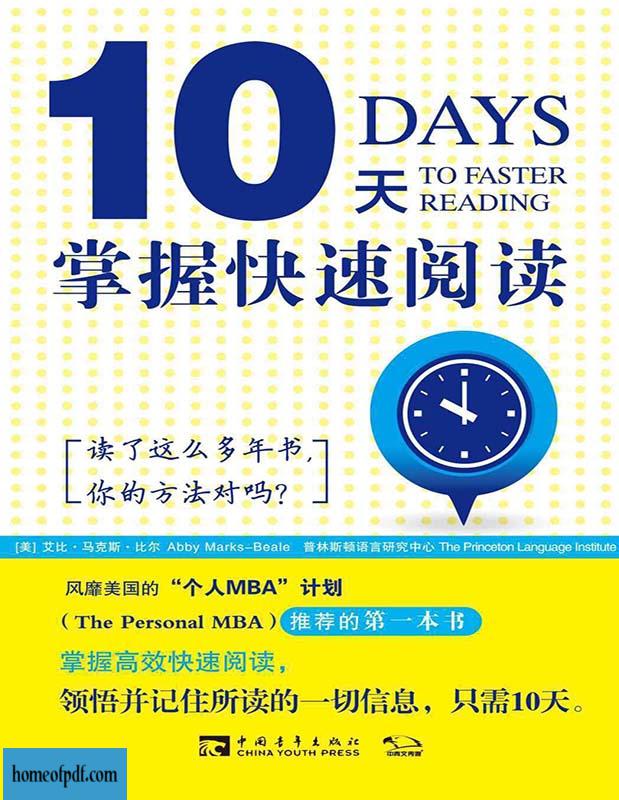 10 DAYS
天 TO FASTER
READING
掌握快速阅读
读了这么多年书,
你的方法对吗?
[美] 艾比·马克斯·比尔 Abby Marks-Beale 普林斯顿语言研究中心 The Princeton Language Institute
风靡美国的“个人MBA”计划
(The Personal MBA) 推荐的第一本书
掌握高效快速阅读,
领悟并记住所读的一切信息，只需10天。
中国青年出版社
CHINA YOUTH PRESS
中青文传媒
homeofpdf.com